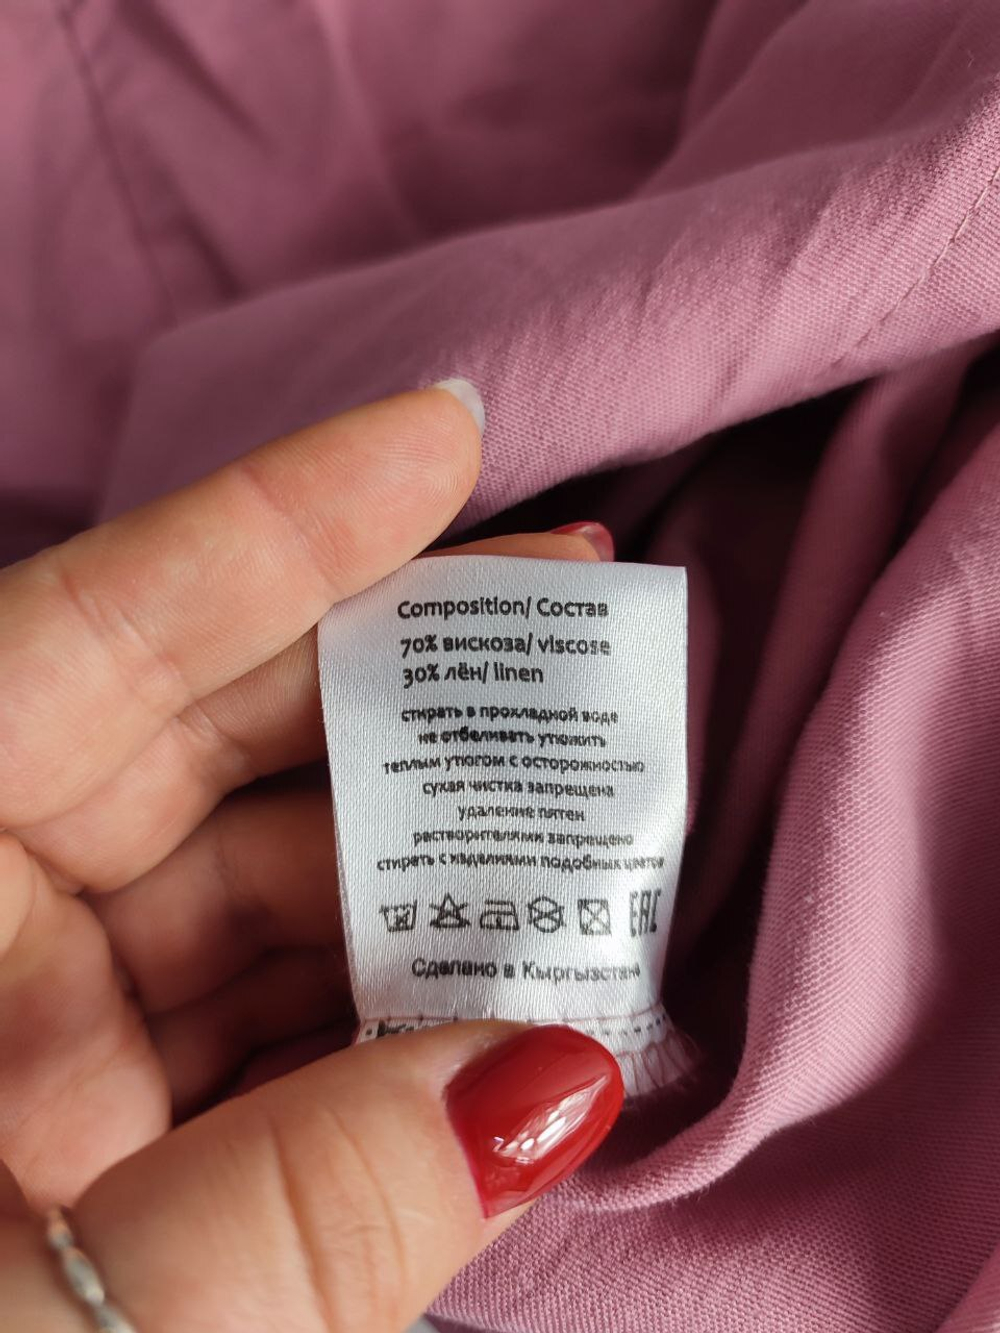 Composition/ Состав
70% вискоза/ viscose
30% лён/ linen
стирать в прохладной воде
не отбеливать утюжить
теплым утюгом с осторожностью
сухая чистка запрещена
удаление пятен
растворителями запрещено
стирать с изделиями подобных цветов
EAC
Сделано в Кыргызстане